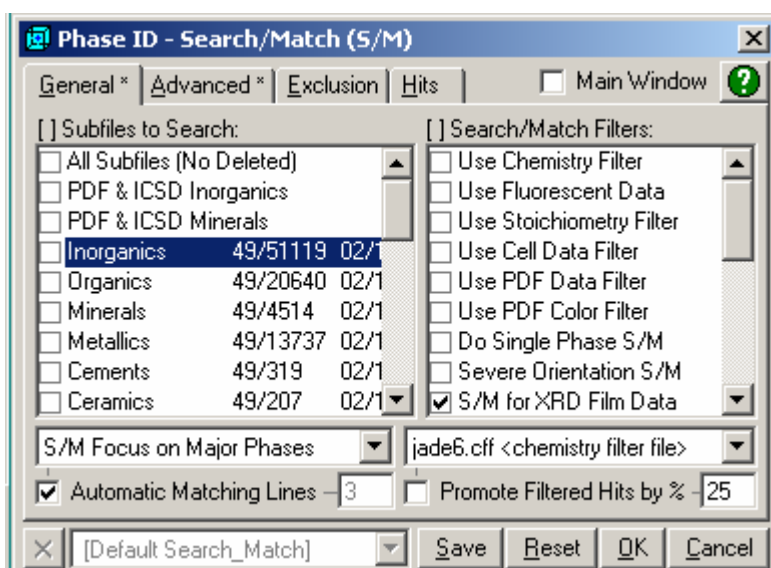 Phase ID - Search/Match (S/M)
General * Advanced * Exclusion Hits Main Window ?
[ ] Subfiles to Search:
All Subfiles (No Deleted)
PDF & ICSD Inorganics
PDF & ICSD Minerals
Inorganics 49/51119 02/1
Organics 49/20640 02/1
Minerals 49/4514 02/1
Metallics 49/13737 02/1
Cements 49/319 02/1
Ceramics 49/207 02/1
[ ] Search/Match Filters:
Use Chemistry Filter
Use Fluorescent Data
Use Stoichiometry Filter
Use Cell Data Filter
Use PDF Data Filter
Use PDF Color Filter
Do Single Phase S/M
Severe Orientation S/M
S/M for XRD Film Data
S/M Focus on Major Phases
jade6.cff <chemistry filter file>
Automatic Matching Lines 3
Promote Filtered Hits by % 25
[Default Search_Match] Save Reset OK Cancel